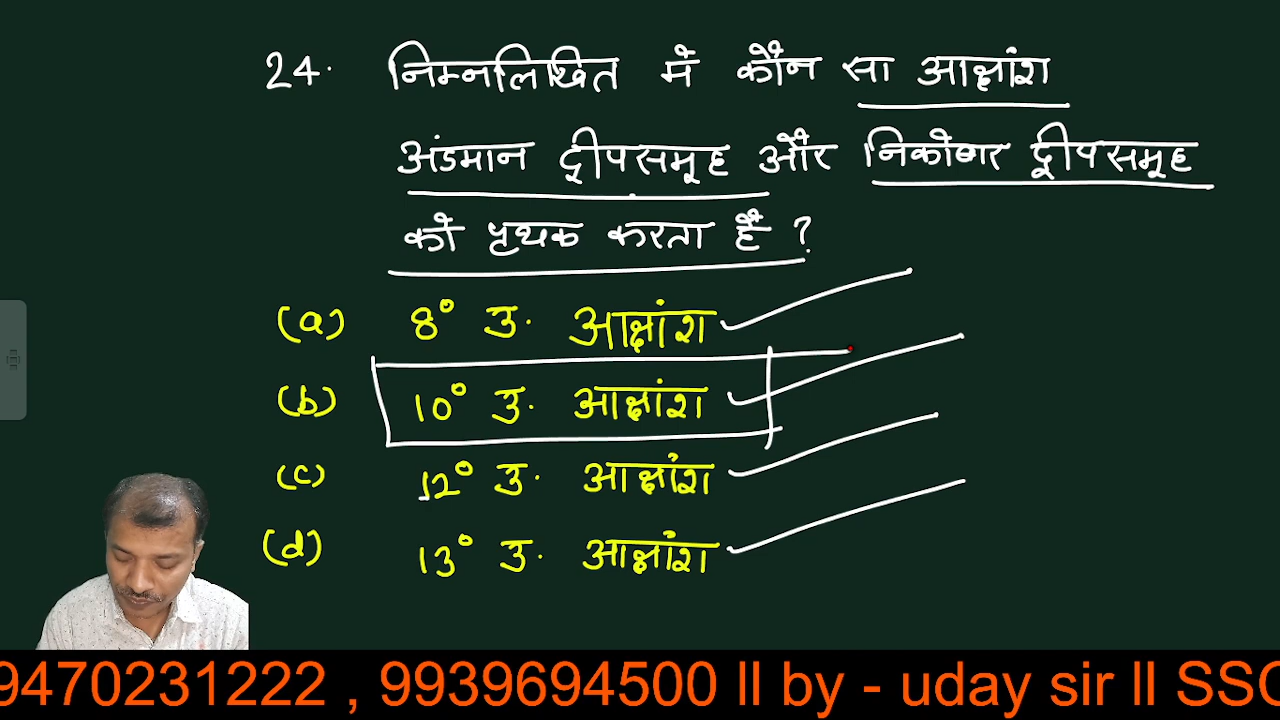 24. निम्नलिखित में कौन सा आक्षांश
अंडमान द्वीपसमूह और निकोबार द्वीपसमूह
को पृथक करता है ?
(a) 8° उ. आक्षांश
(b) 10° उ. आक्षांश
(c) 12° उ. आक्षांश
(d) 13° उ. आक्षांश
9470231222 , 9939694500 ll by - uday sir ll SSC